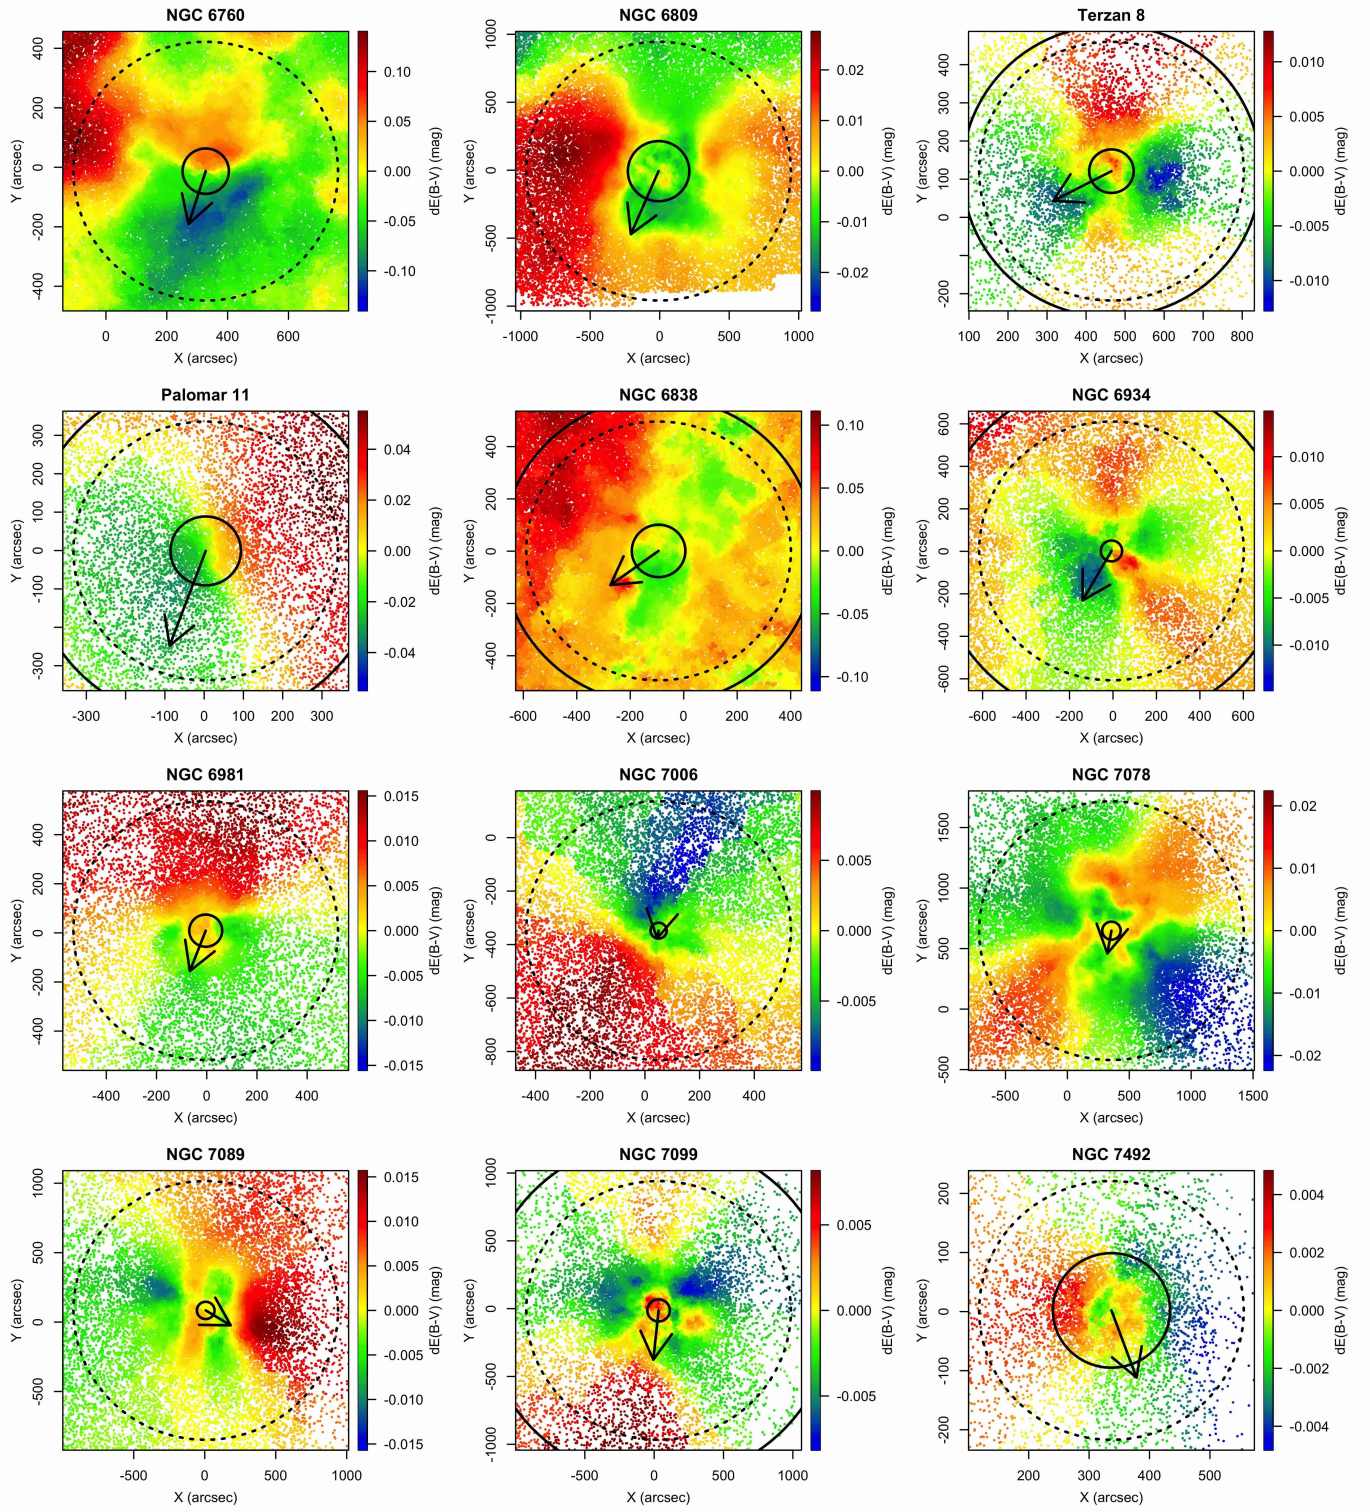 NGC 6760
400
200
0
-200
-400
Y (arcsec)
0 200 400 600
X (arcsec)
0.10
0.05
0.00
-0.05
-0.10
dE(B-V) (mag)
NGC 6809
1000
500
0
-500
-1000
Y (arcsec)
-1000 -500 0 500 1000
X (arcsec)
0.02
0.01
0.00
-0.01
-0.02
dE(B-V) (mag)
Terzan 8
400
300
200
100
0
-200
Y (arcsec)
100 200 300 400 500 600 700 800
X (arcsec)
0.010
0.005
0.000
-0.005
-0.010
dE(B-V) (mag)
Palomar 11
300
200
100
0
-100
-300
Y (arcsec)
-300 -100 0 100 200 300
X (arcsec)
0.04
0.02
0.00
-0.02
-0.04
dE(B-V) (mag)
NGC 6838
400
200
0
-200
-400
Y (arcsec)
-600 -400 -200 0 200 400
X (arcsec)
0.10
0.05
0.00
-0.05
-0.10
dE(B-V) (mag)
NGC 6934
600
400
200
0
-200
-400
-600
Y (arcsec)
-600 -400 -200 0 200 400 600
X (arcsec)
0.010
0.005
0.000
-0.005
-0.010
dE(B-V) (mag)
NGC 6981
400
200
0
-200
-400
Y (arcsec)
-400 -200 0 200 400
X (arcsec)
0.015
0.010
0.005
0.000
-0.005
-0.010
-0.015
dE(B-V) (mag)
NGC 7006
0
-200
-400
-600
-800
Y (arcsec)
-400 -200 0 200 400
X (arcsec)
0.005
0.000
-0.005
dE(B-V) (mag)
NGC 7078
1500
1000
500
0
-500
Y (arcsec)
-500 0 500 1000 1500
X (arcsec)
0.02
0.01
0.00
-0.01
-0.02
dE(B-V) (mag)
NGC 7089
1000
500
0
-500
Y (arcsec)
-500 0 500 1000
X (arcsec)
0.015
0.010
0.005
0.000
-0.005
-0.010
-0.015
dE(B-V) (mag)
NGC 7099
1000
500
0
-500
-1000
Y (arcsec)
-1000 -500 0 500 1000
X (arcsec)
0.005
0.000
-0.005
dE(B-V) (mag)
NGC 7492
200
100
0
-100
-200
Y (arcsec)
200 300 400 500
X (arcsec)
0.004
0.002
0.000
-0.002
-0.004
dE(B-V) (mag)